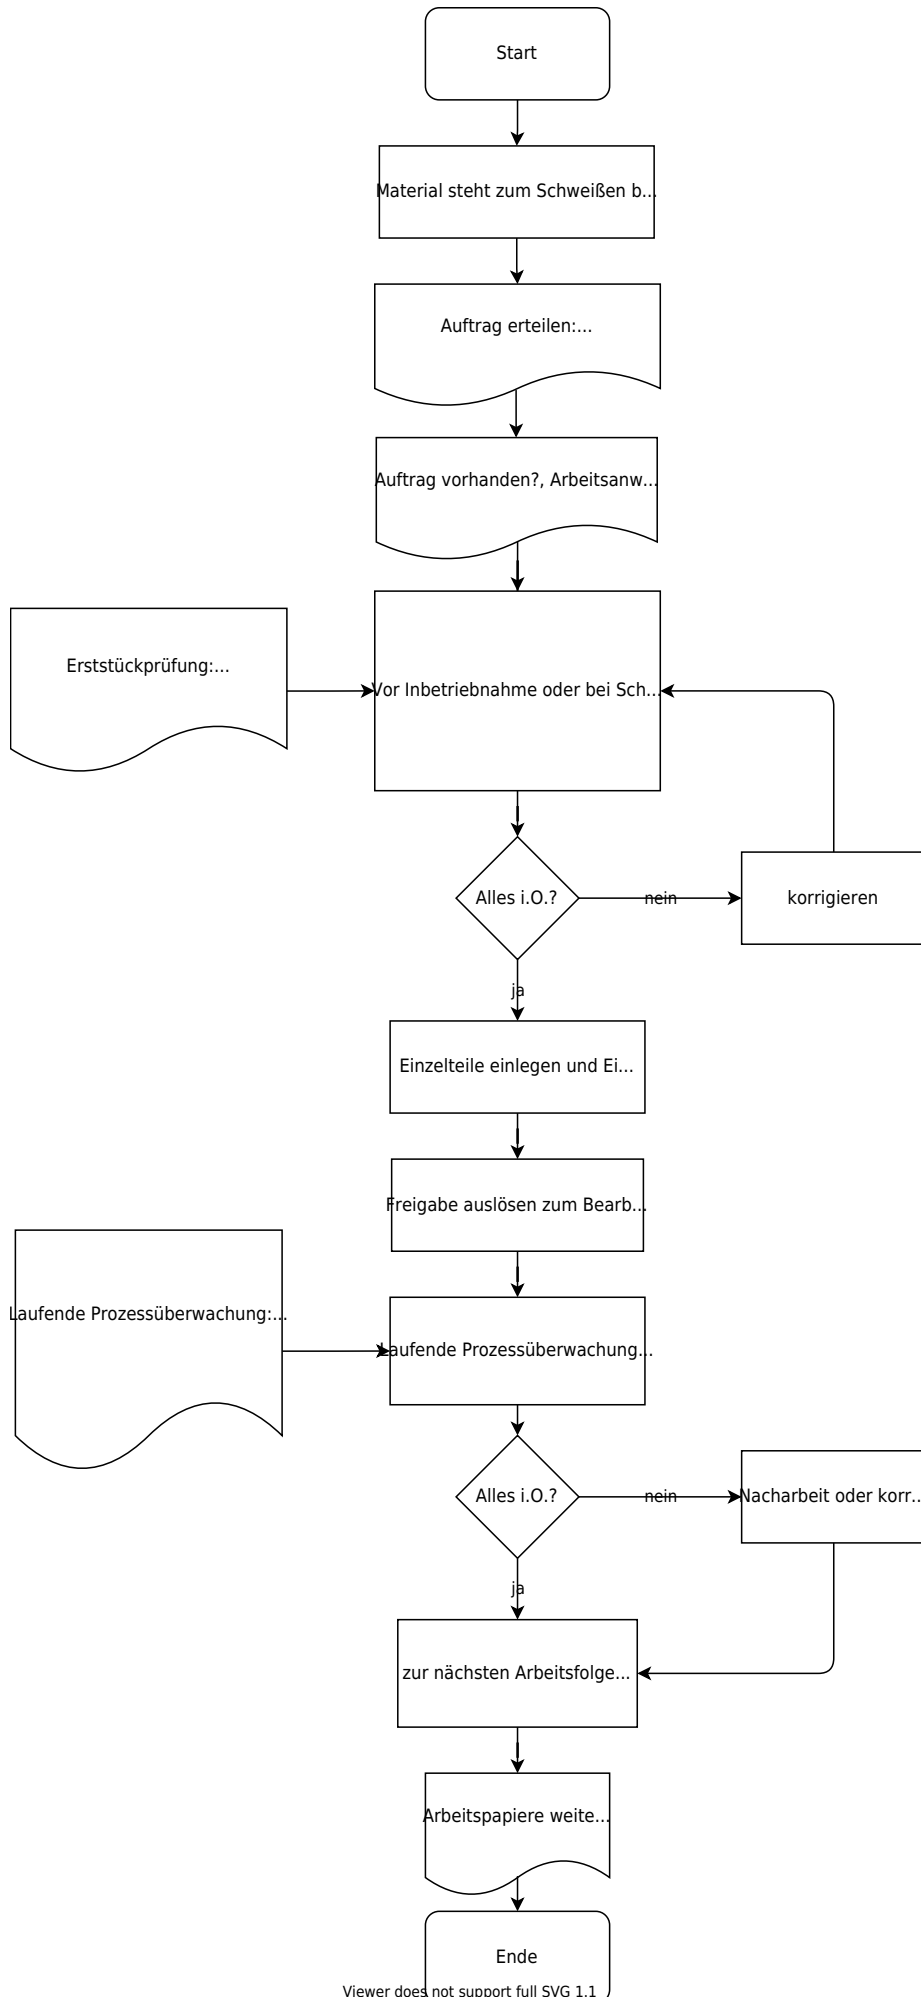 Start
Material steht zum Schweißen b...
Auftrag erteilen:...
Auftrag vorhanden?, Arbeitsanw...
Erststückprüfung:...
Vor Inbetriebnahme oder bei Sch...
Alles i.O.?
nein
korrigieren
ja
Einzelteile einlegen und Ei...
Freigabe auslösen zum Bearb...
Laufende Prozessüberwachung:...
Laufende Prozessüberwachung...
Alles i.O.?
nein
Nacharbeit oder korr...
ja
zur nächsten Arbeitsfolge...
Arbeitspapiere weite...
Ende
Viewer does not support full SVG 1.1